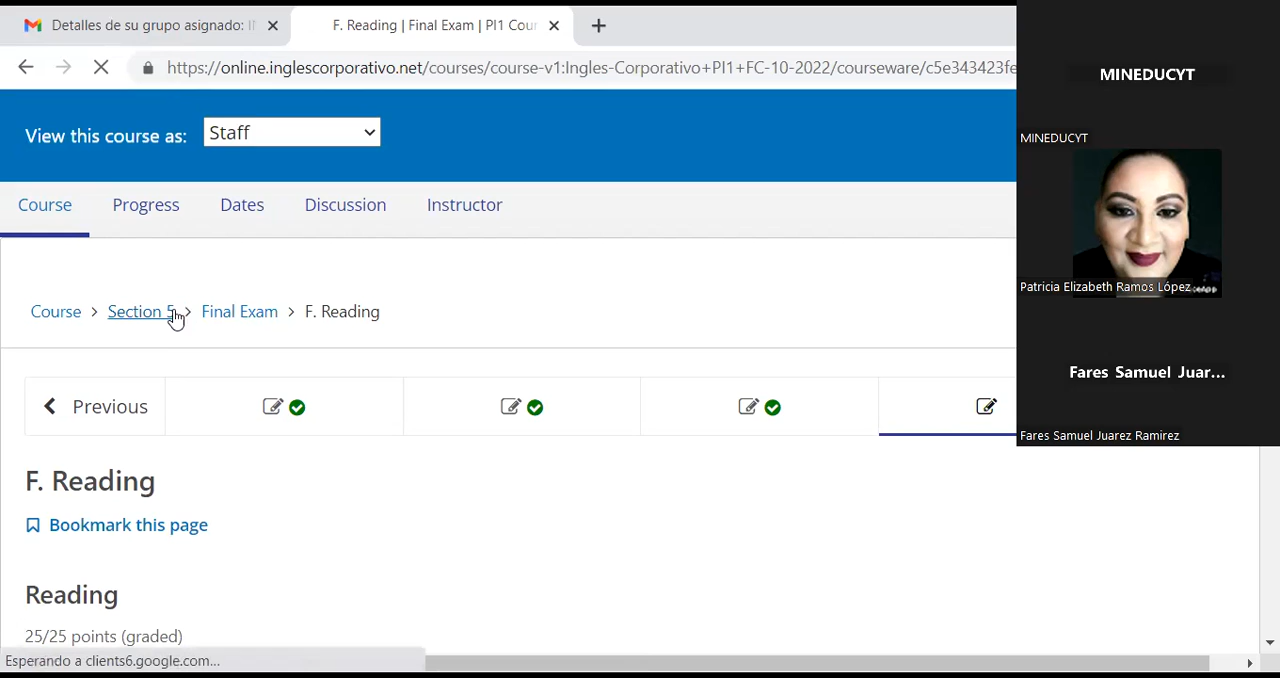 Detalles de su grupo asignado: I
F. Reading | Final Exam | PI1 Cour
https://online.inglescorporativo.net/courses/course-v1:Ingles-Corporativo+PI1+FC-10-2022/courseware/c5e343423fe
View this course as: Staff
Course Progress Dates Discussion Instructor
Course > Section 5 > Final Exam > F. Reading
Previous
F. Reading
Bookmark this page
Reading
25/25 points (graded)
Esperando a clients6.google.com...
MINEDUCYT
MINEDUCYT
Patricia Elizabeth Ramos López
Fares Samuel Juar...
Fares Samuel Juarez Ramirez